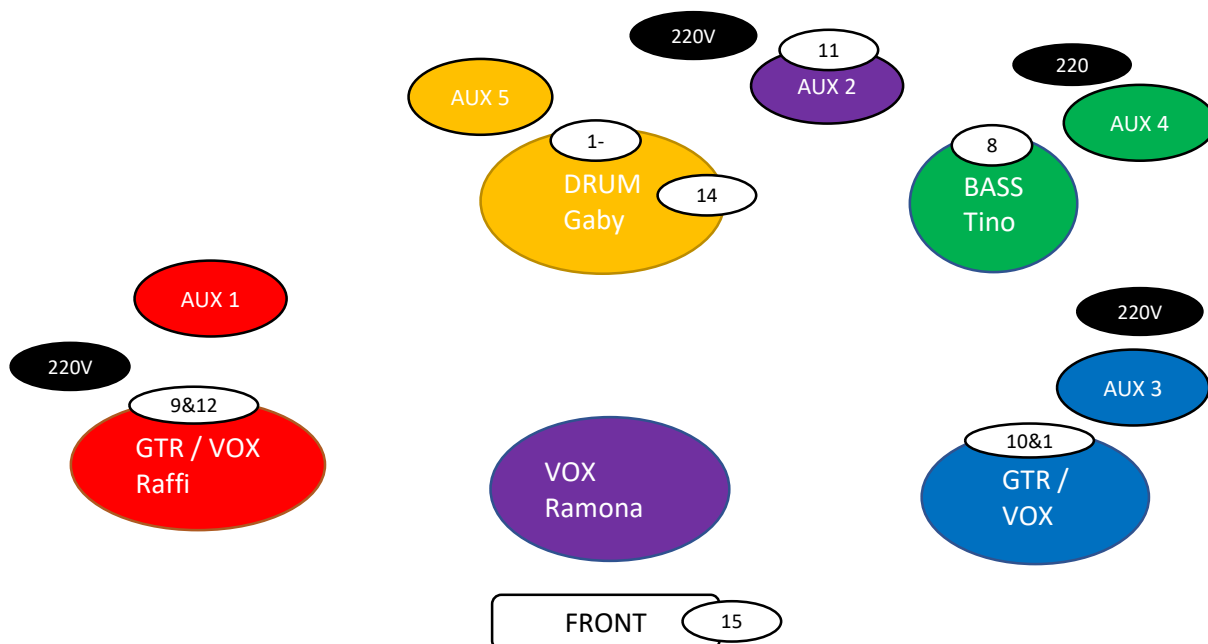 220V
11
AUX 2
220
AUX 5
AUX 4
1-
DRUM
Gaby
14
8
BASS
Tino
AUX 1
220V
220V
AUX 3
9&12
GTR / VOX
Raffi
VOX
Ramona
10&1
GTR /
VOX
FRONT
15